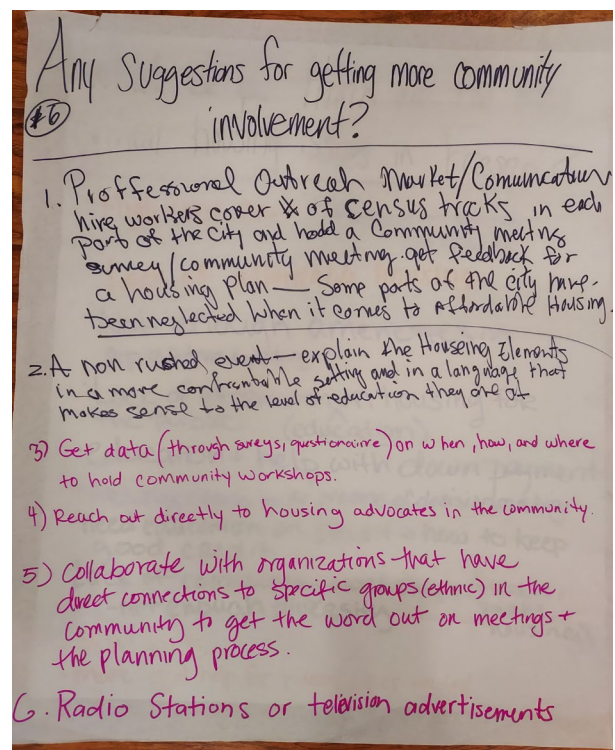 Any Suggestions for getting more community
#6
involvement?
1. Proffessional Outreah Market/Comuncation
hire workers cover of census tracks in each
part of the city and hodd a Community meeting
survey/community meeting. get feedback for
a housing plan — Some parts of the city have
been neglected when it comes to Affordable Housing.
2. A non rushed event — explain the Houseing Elements
in a more confrontable setting and in a language that
makes sense to the level of education they are at
3) Get data (through sureys, qustionaire) on when, how, and where
to hold community workshops.
4) Reach out directly to housing advocates in the community.
5) Collaborate with organizations that have
direct connections to specific groups (ethnic) in the
Community to get the word out on meetings +
the planning process.
6. Radio Stations or television advertisements